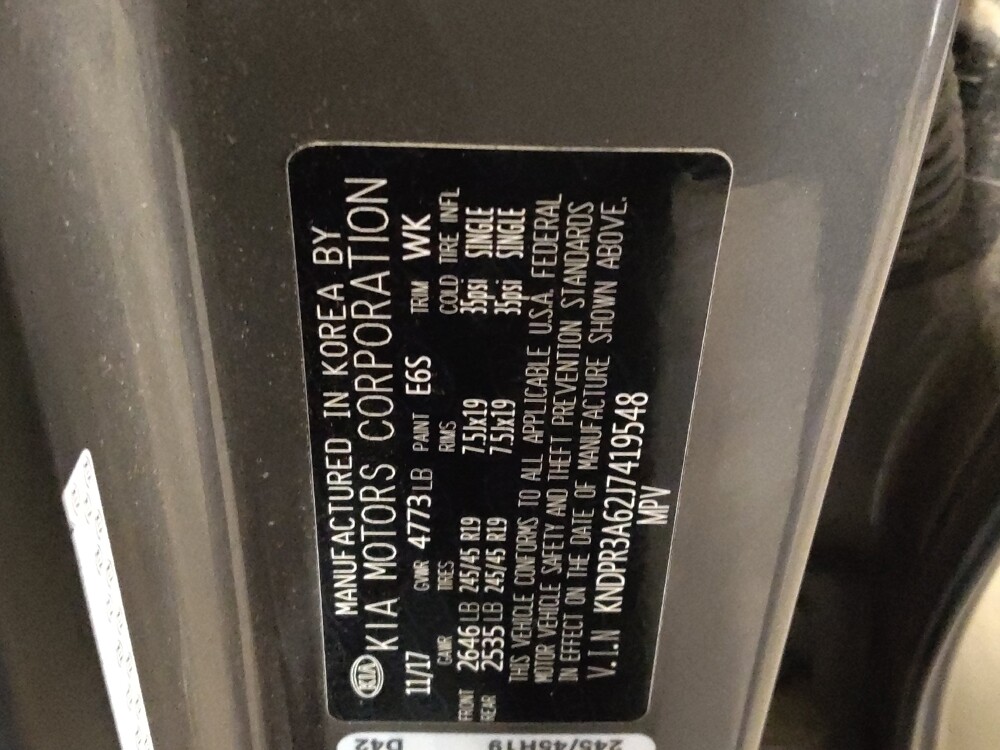 MANUFACTURED IN KOREA BY
KIA KIA MOTORS CORPORATION
11/17 GVWR 4773 LB PAINT E6S TRIM WK
GAWR TIRES RIMS COLD TIRE INFL
FRONT 2646 LB 245/45 R19 7.5Jx19 35psi SINGLE
REAR 2535 LB 245/45 R19 7.5Jx19 35psi SINGLE
THIS VEHICLE CONFORMS TO ALL APPLICABLE U.S.A. FEDERAL
MOTOR VEHICLE SAFETY AND THEFT PREVENTION STANDARDS
IN EFFECT ON THE DATE OF MANUFACTURE SHOWN ABOVE.
V.I.N KNDPR3A62J7419548
MPV
D42
245/45H19